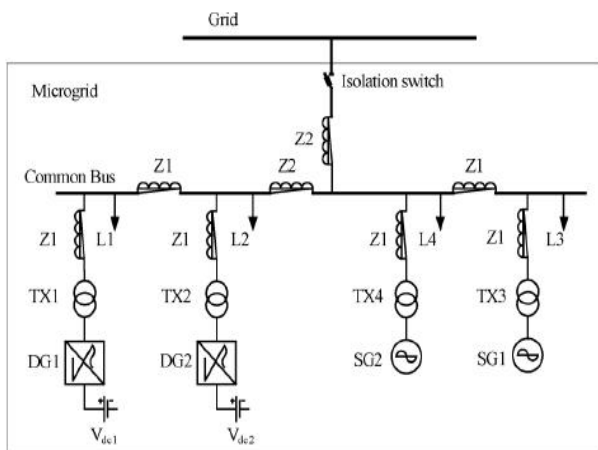 Grid
Isolation switch
Microgrid
Z2
Z1
Z2
Z1
Common Bus
Z1
L1
Z1
L2
Z1
L4
Z1
L3
TX1
TX2
TX4
TX3
DG1
DG2
SG2
SG1
Vdc1
Vdc2